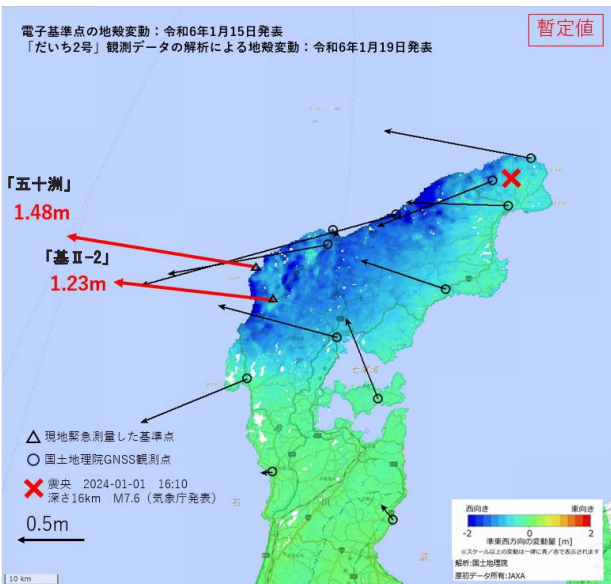 電子基準点の地殻変動：令和6年1月15日発表
「だいち2号」観測データの解析による地殻変動：令和6年1月19日発表
暫定値
「五十洲」
1.48m
「基Ⅱ-2」
1.23m
七尾湾
石
川
富
現地緊急測量した基準点
国土地理院GNSS観測点
震央 2024-01-01 16:10
深さ16km M7.6（気象庁発表）
0.5m
10 km
西向き 東向き
-2 0 2
準東西方向の変動量 [m]
※スケール以上の変動は一律に青／赤で表示されます
解析:国土地理院
原初データ所有:JAXA